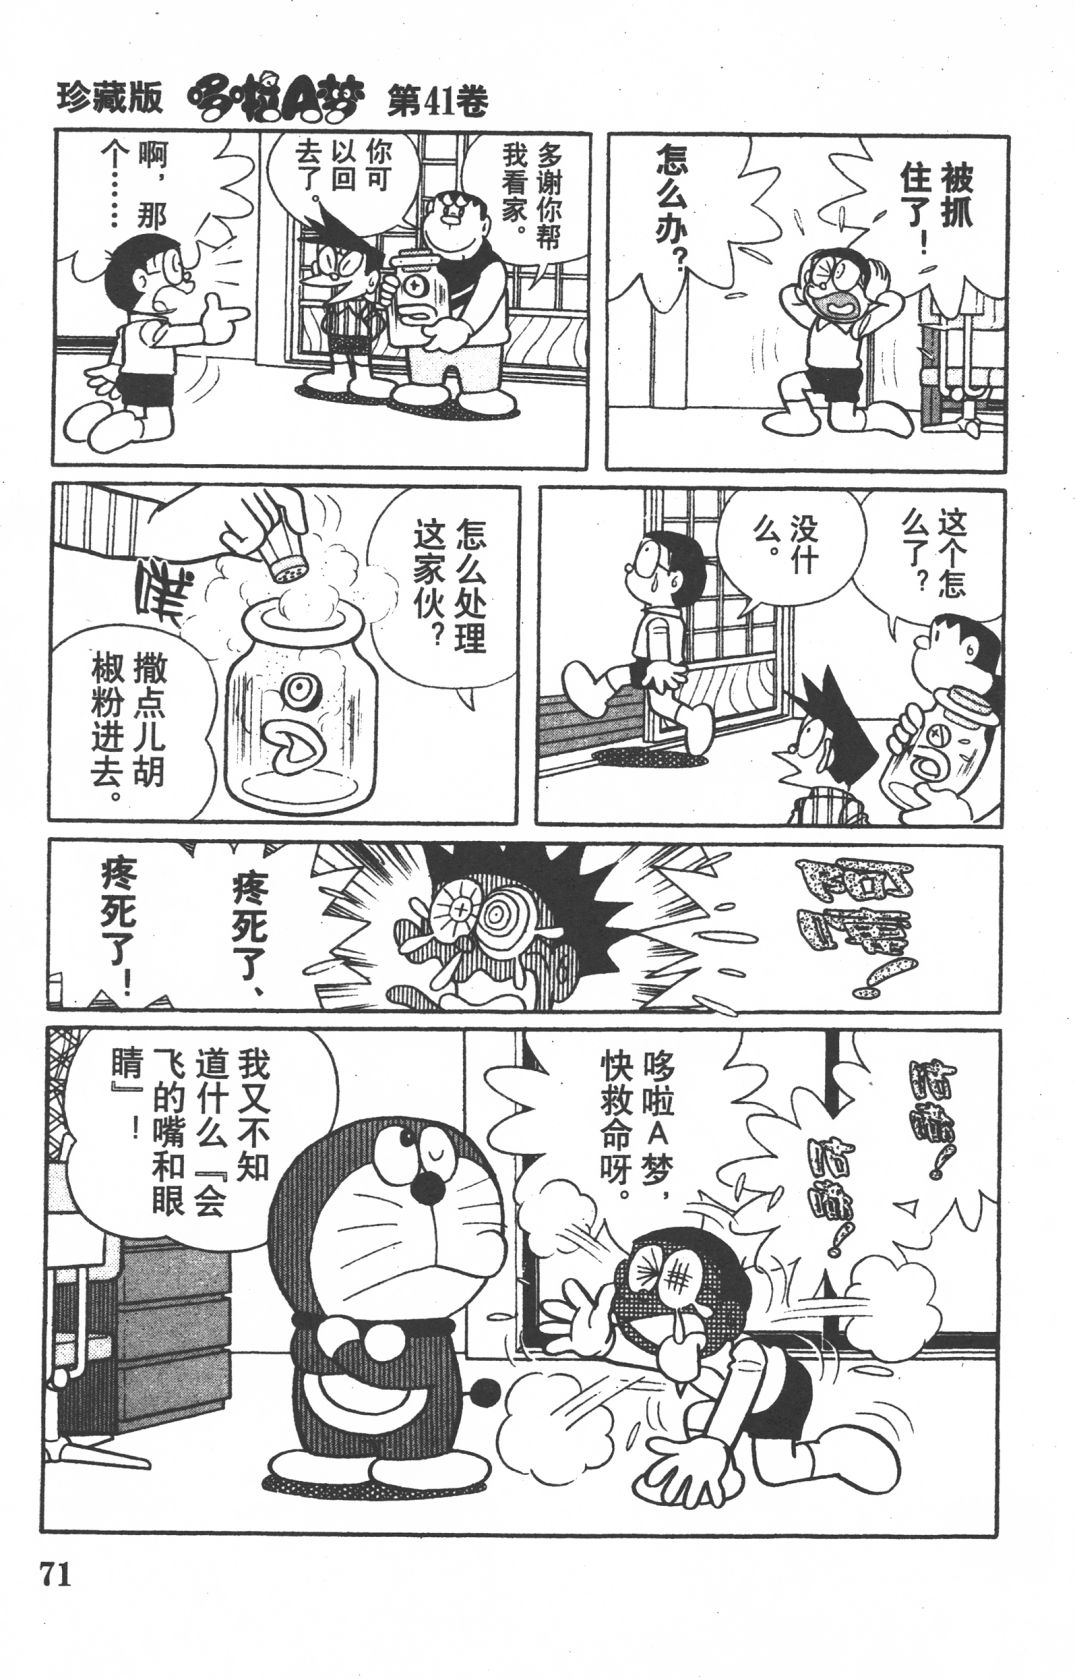 珍藏版 哆啦A梦 第41卷
被抓
住了！
怎么办？
多谢你帮
我看家。
你可
以回
去了。
啊，那
个……
这个怎
么了？
没什
么。
怎么处理
这家伙？
撒点儿胡
椒粉进去。
疼死了、
疼死了！
咕噜！
咕噜！
哆啦A梦，
快救命呀。
我又不知
道什么『会
飞的嘴和眼
睛』！
71